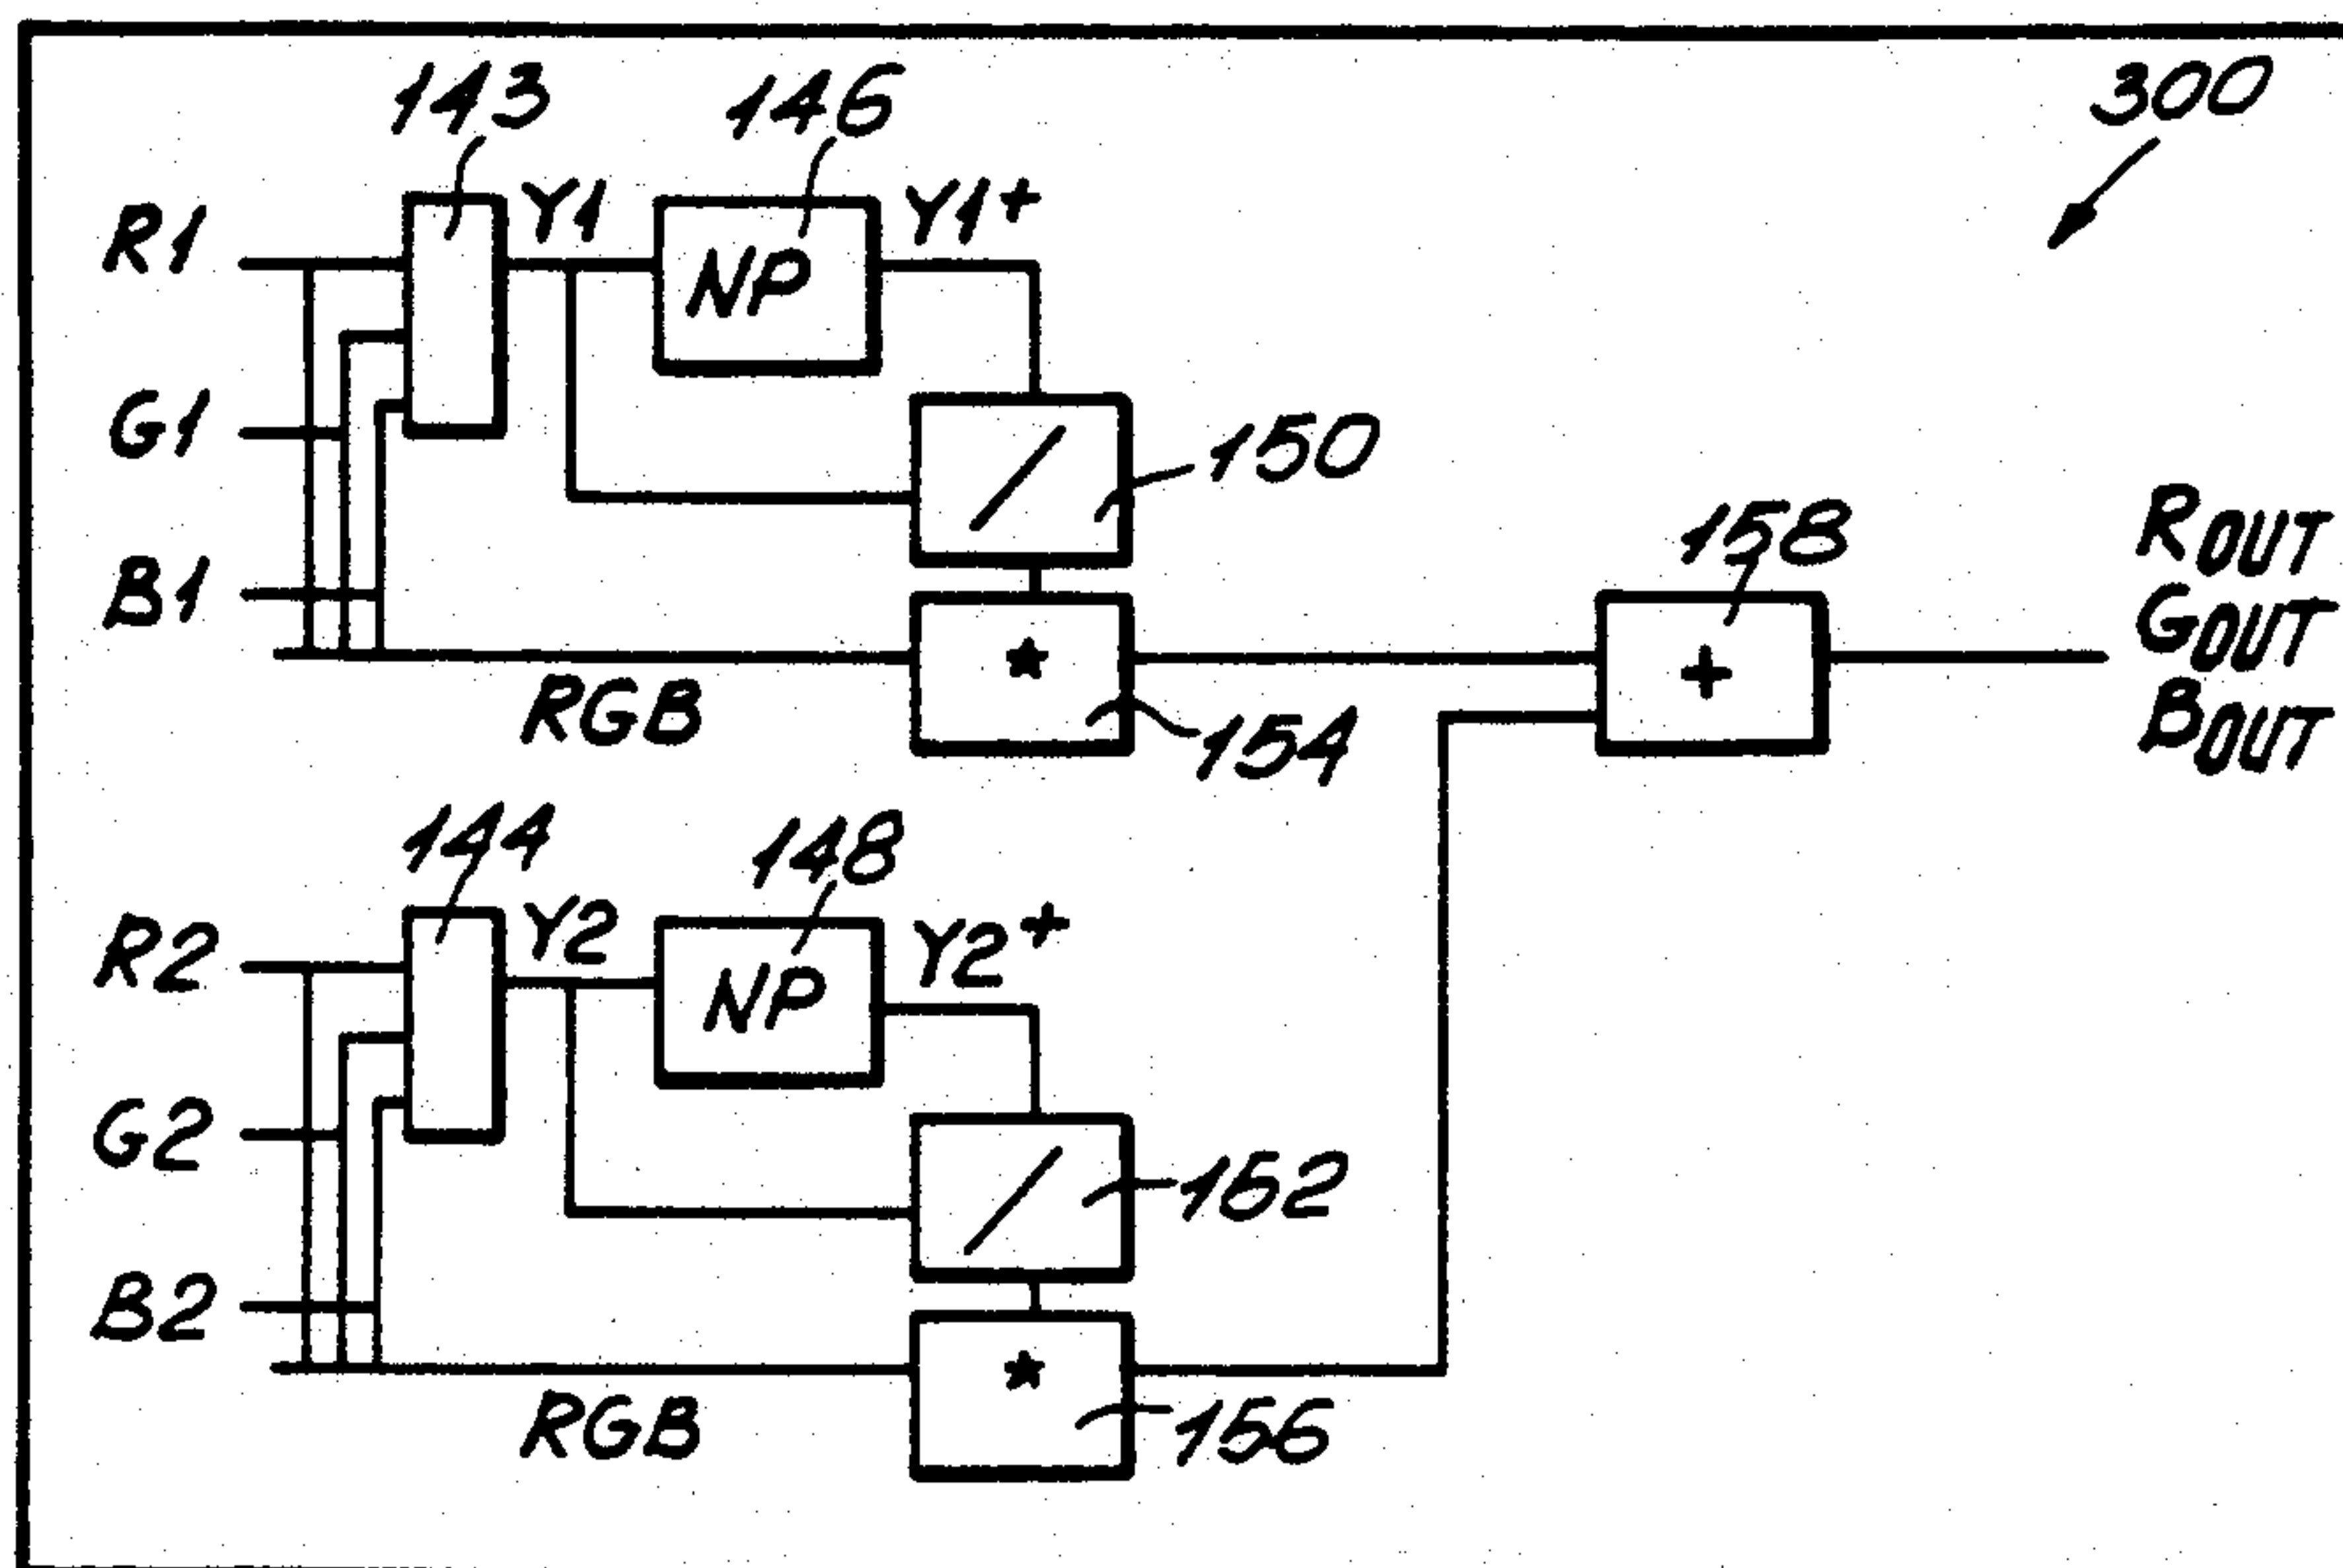 143
146
300
R1
Y1
NP
Y1+
G1
/
150
B1
158
ROUT
GOUT
BOUT
RGB
*
+
154
144
148
R2
Y2
NP
Y2+
G2
/
152
B2
RGB
*
156